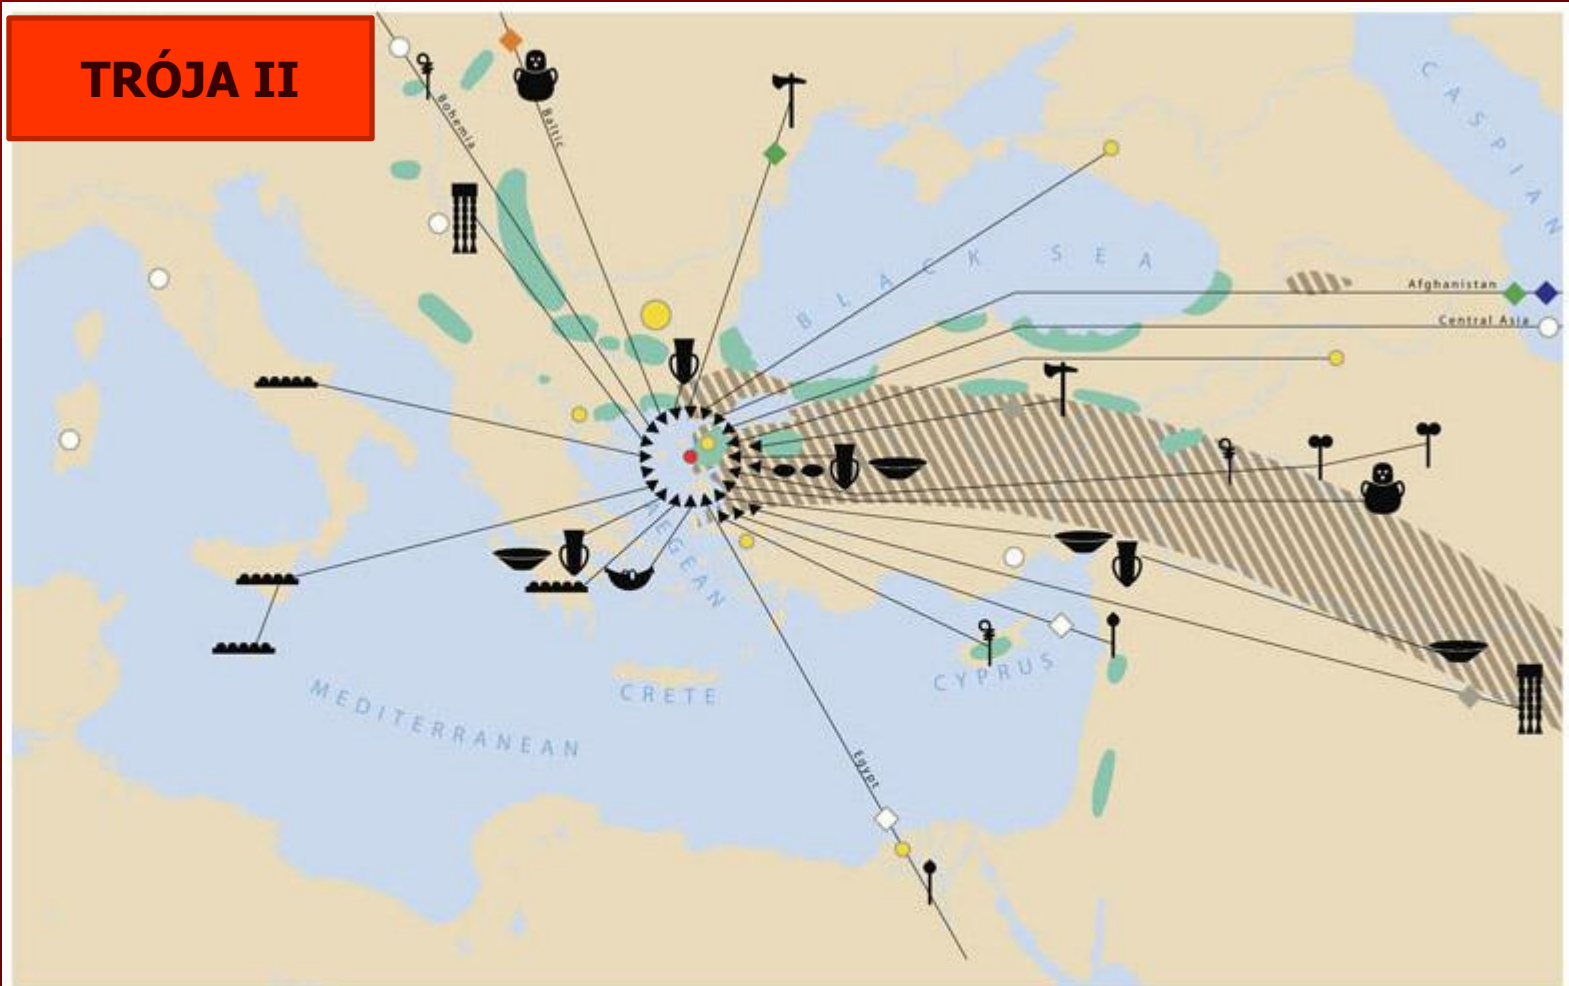 TRÓJA II
Bohemia
Baltic
CASPIAN
BLACK SEA
Afghanistan
Central Asia
AEGEAN
CYPRUS
CRETE
MEDITERRANEAN
Egypt